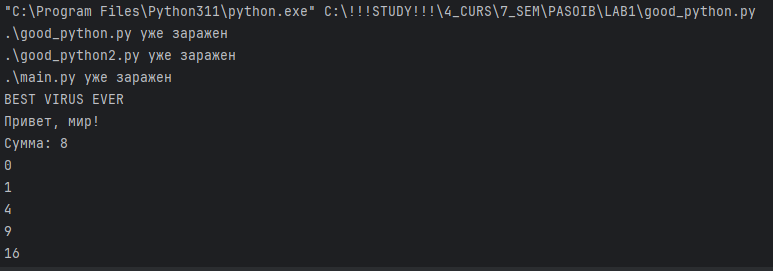 "C:\Program Files\Python311\python.exe" C:\!!!STUDY!!!\4_CURS\7_SEM\PASOIB\LAB1\good_python.py
.\good_python.py уже заражен
.\good_python2.py уже заражен
.\main.py уже заражен
BEST VIRUS EVER
Привет, мир!
Сумма: 8
0
1
4
9
16